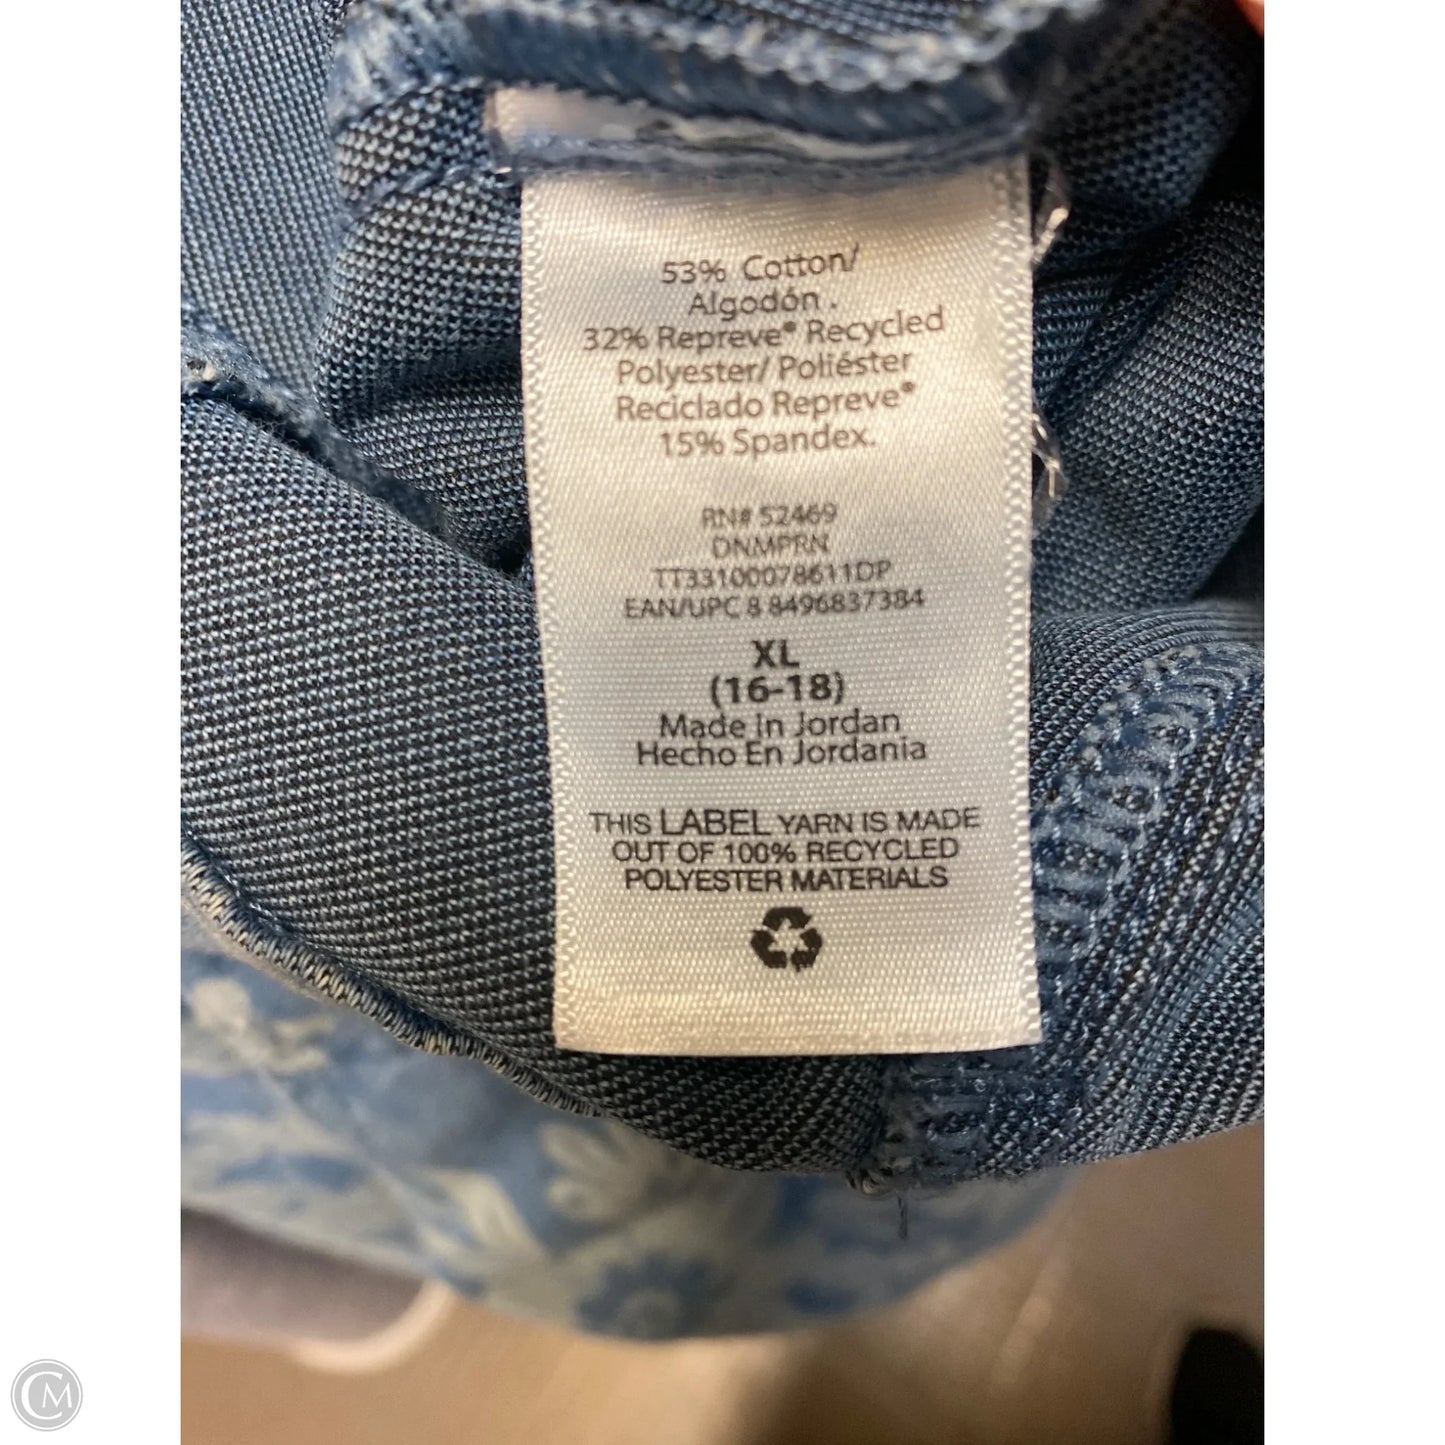 53% Cotton/
Algodón.
32% Repreve® Recycled
Polyester/ Poliéster
Reciclado Repreve®
15% Spandex.
RN# 52469
DNMPRN
TT33100078611DP
EAN/UPC 8 8496837384
XL
(16-18)
Made In Jordan
Hecho En Jordania
THIS LABEL YARN IS MADE
OUT OF 100% RECYCLED
POLYESTER MATERIALS
CM